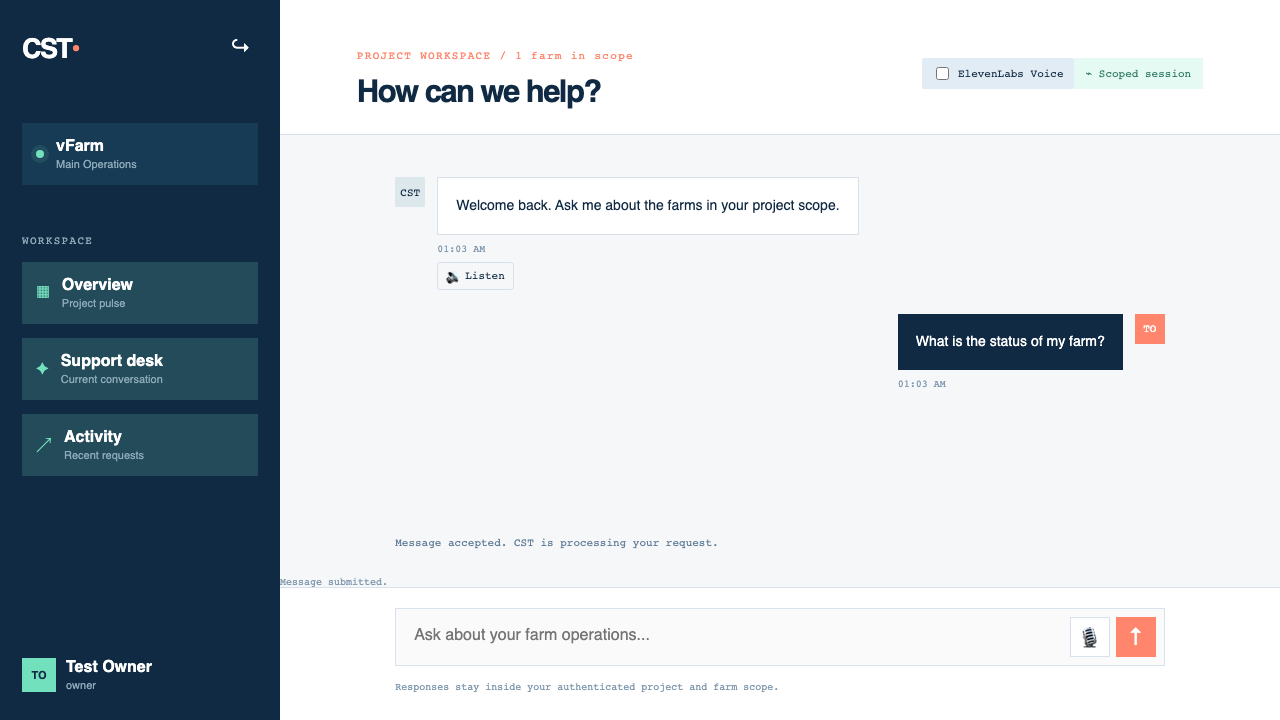 CST
vFarm
Main Operations
WORKSPACE
Overview
Project pulse
Support desk
Current conversation
Activity
Recent requests
TO
Test Owner
owner
PROJECT WORKSPACE / 1 farm in scope
How can we help?
ElevenLabs Voice
Scoped session
CST
Welcome back. Ask me about the farms in your project scope.
01:03 AM
Listen
What is the status of my farm?
TO
01:03 AM
Message accepted. CST is processing your request.
Message submitted.
Ask about your farm operations...
Responses stay inside your authenticated project and farm scope.